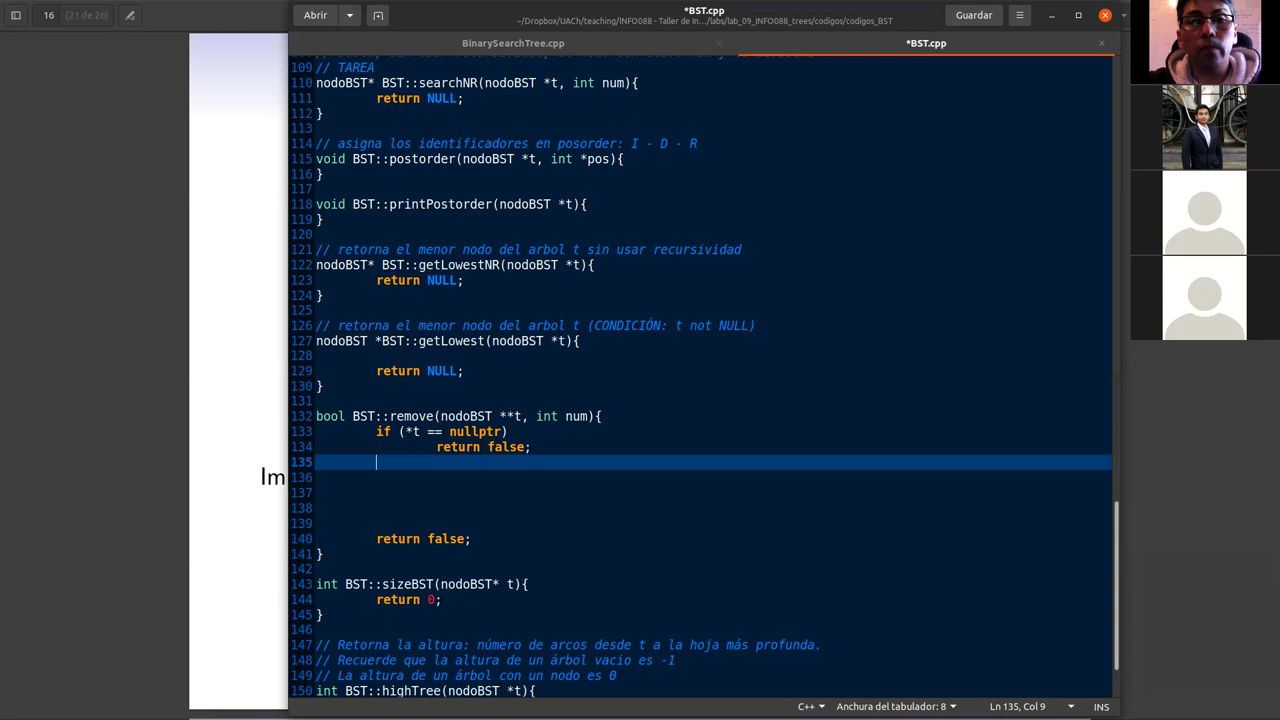 16 (21 de 26)
Abrir
*BST.cpp
~/Dropbox/UACh/teaching/INFO088 - Taller de In…/labs/lab_09_INFO088_trees/codigos/codigos_BST
Guardar
BinarySearchTree.cpp
*BST.cpp
109 // TAREA
110 nodoBST* BST::searchNR(nodoBST *t, int num){
111 return NULL;
112 }
113
114 // asigna los identificadores en posorder: I - D - R
115 void BST::postorder(nodoBST *t, int *pos){
116 }
117
118 void BST::printPostorder(nodoBST *t){
119 }
120
121 // retorna el menor nodo del arbol t sin usar recursividad
122 nodoBST* BST::getLowestNR(nodoBST *t){
123 return NULL;
124 }
125
126 // retorna el menor nodo del arbol t (CONDICIÓN: t not NULL)
127 nodoBST *BST::getLowest(nodoBST *t){
128
129 return NULL;
130 }
131
132 bool BST::remove(nodoBST **t, int num){
133 if (*t == nullptr)
134 return false;
135
136
137
138
139
140 return false;
141 }
142
143 int BST::sizeBST(nodoBST* t){
144 return 0;
145 }
146
147 // Retorna la altura: número de arcos desde t a la hoja más profunda.
148 // Recuerde que la altura de un árbol vacio es -1
149 // La altura de un árbol con un nodo es 0
150 int BST::highTree(nodoBST *t){
Im
C++ Anchura del tabulador: 8 Ln 135, Col 9 INS